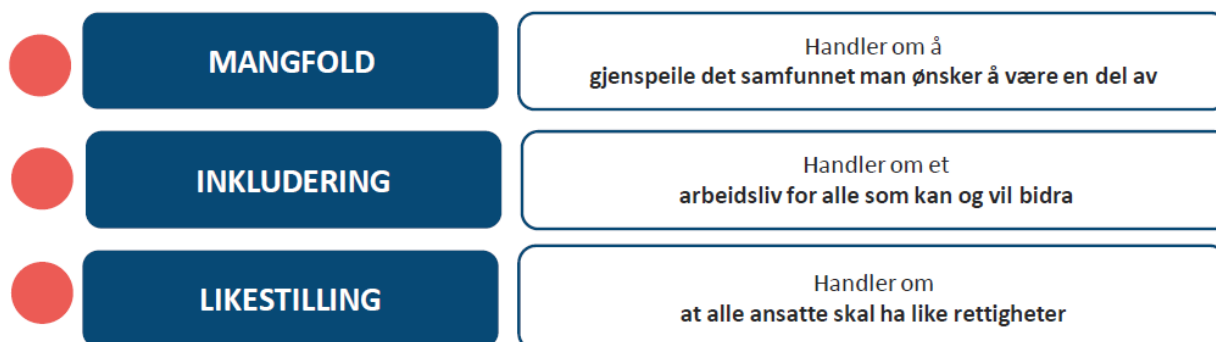 MANGFOLD
Handler om å
gjenspeile det samfunnet man ønsker å være en del av
INKLUDERING
Handler om et
arbeidsliv for alle som kan og vil bidra
LIKESTILLING
Handler om
at alle ansatte skal ha like rettigheter